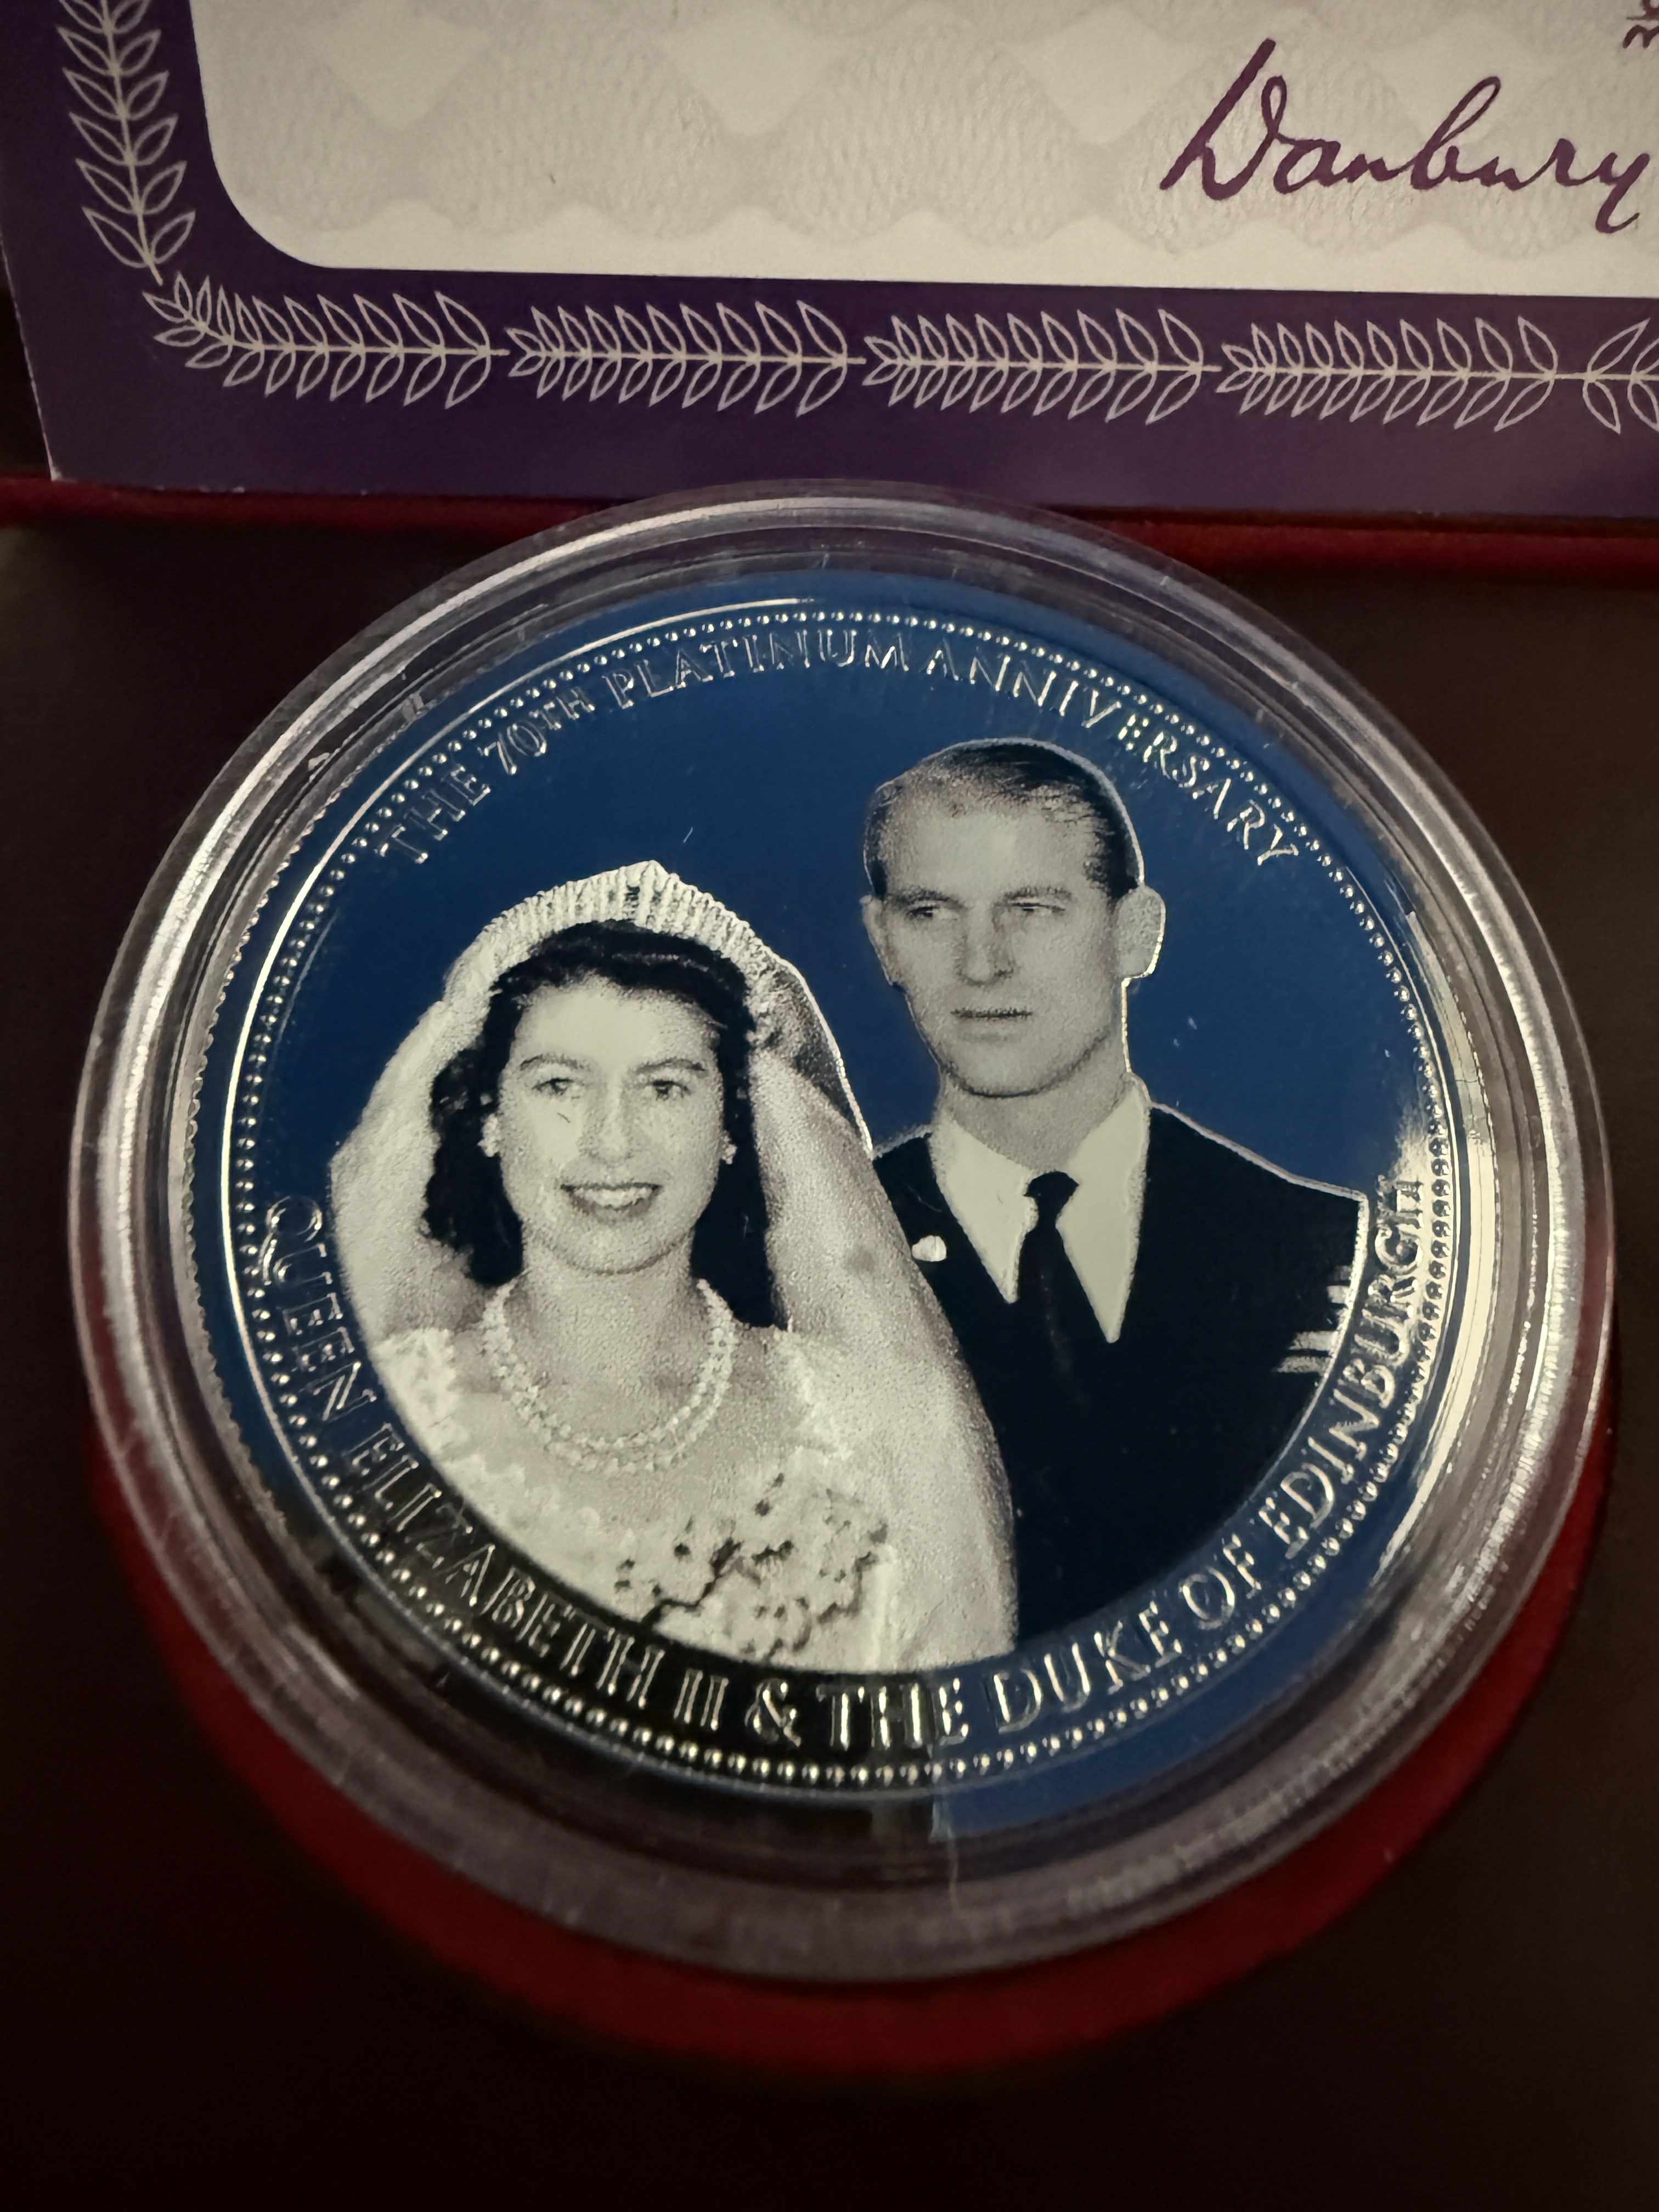 Danbury
THE 70TH PLATINUM ANNIVERSARY
QUEEN ELIZABETH II & THE DUKE OF EDINBURGH